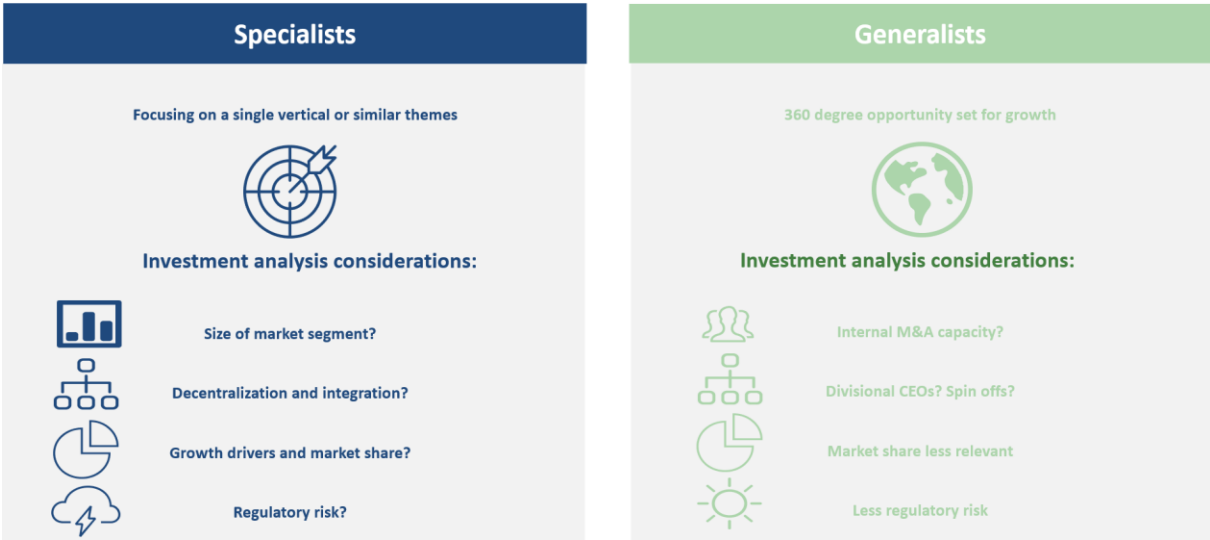 Specialists
Focusing on a single vertical or similar themes
Investment analysis considerations:
Size of market segment?
Decentralization and integration?
Growth drivers and market share?
Regulatory risk?
Generalists
360 degree opportunity set for growth
Investment analysis considerations:
Internal M&A capacity?
Divisional CEOs? Spin offs?
Market share less relevant
Less regulatory risk